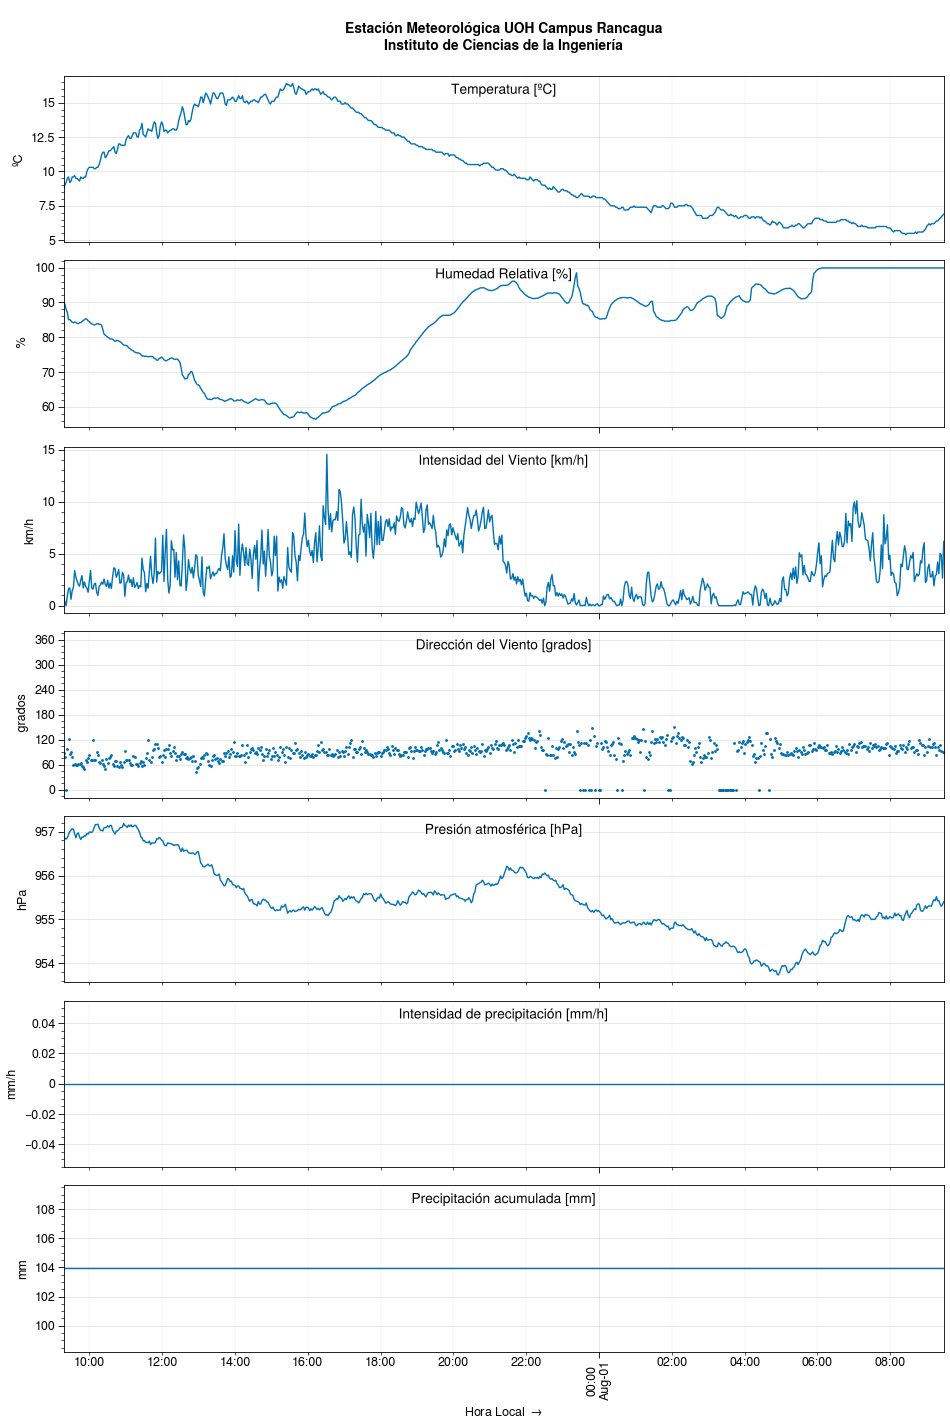 Estación Meteorológica UOH Campus Rancagua
Instituto de Ciencias de la Ingeniería
Temperatura [ºC]
ºC
15
12.5
10
7.5
5
Humedad Relativa [%]
%
100
90
80
70
60
Intensidad del Viento [km/h]
km/h
15
10
5
0
Dirección del Viento [grados]
grados
360
300
240
180
120
60
0
Presión atmosférica [hPa]
hPa
957
956
955
954
Intensidad de precipitación [mm/h]
mm/h
0.04
0.02
0
−0.02
−0.04
Precipitación acumulada [mm]
mm
108
106
104
102
100
10:00 12:00 14:00 16:00 18:00 20:00 22:00 00:00 02:00 04:00 06:00 08:00
Aug-01
Hora Local →